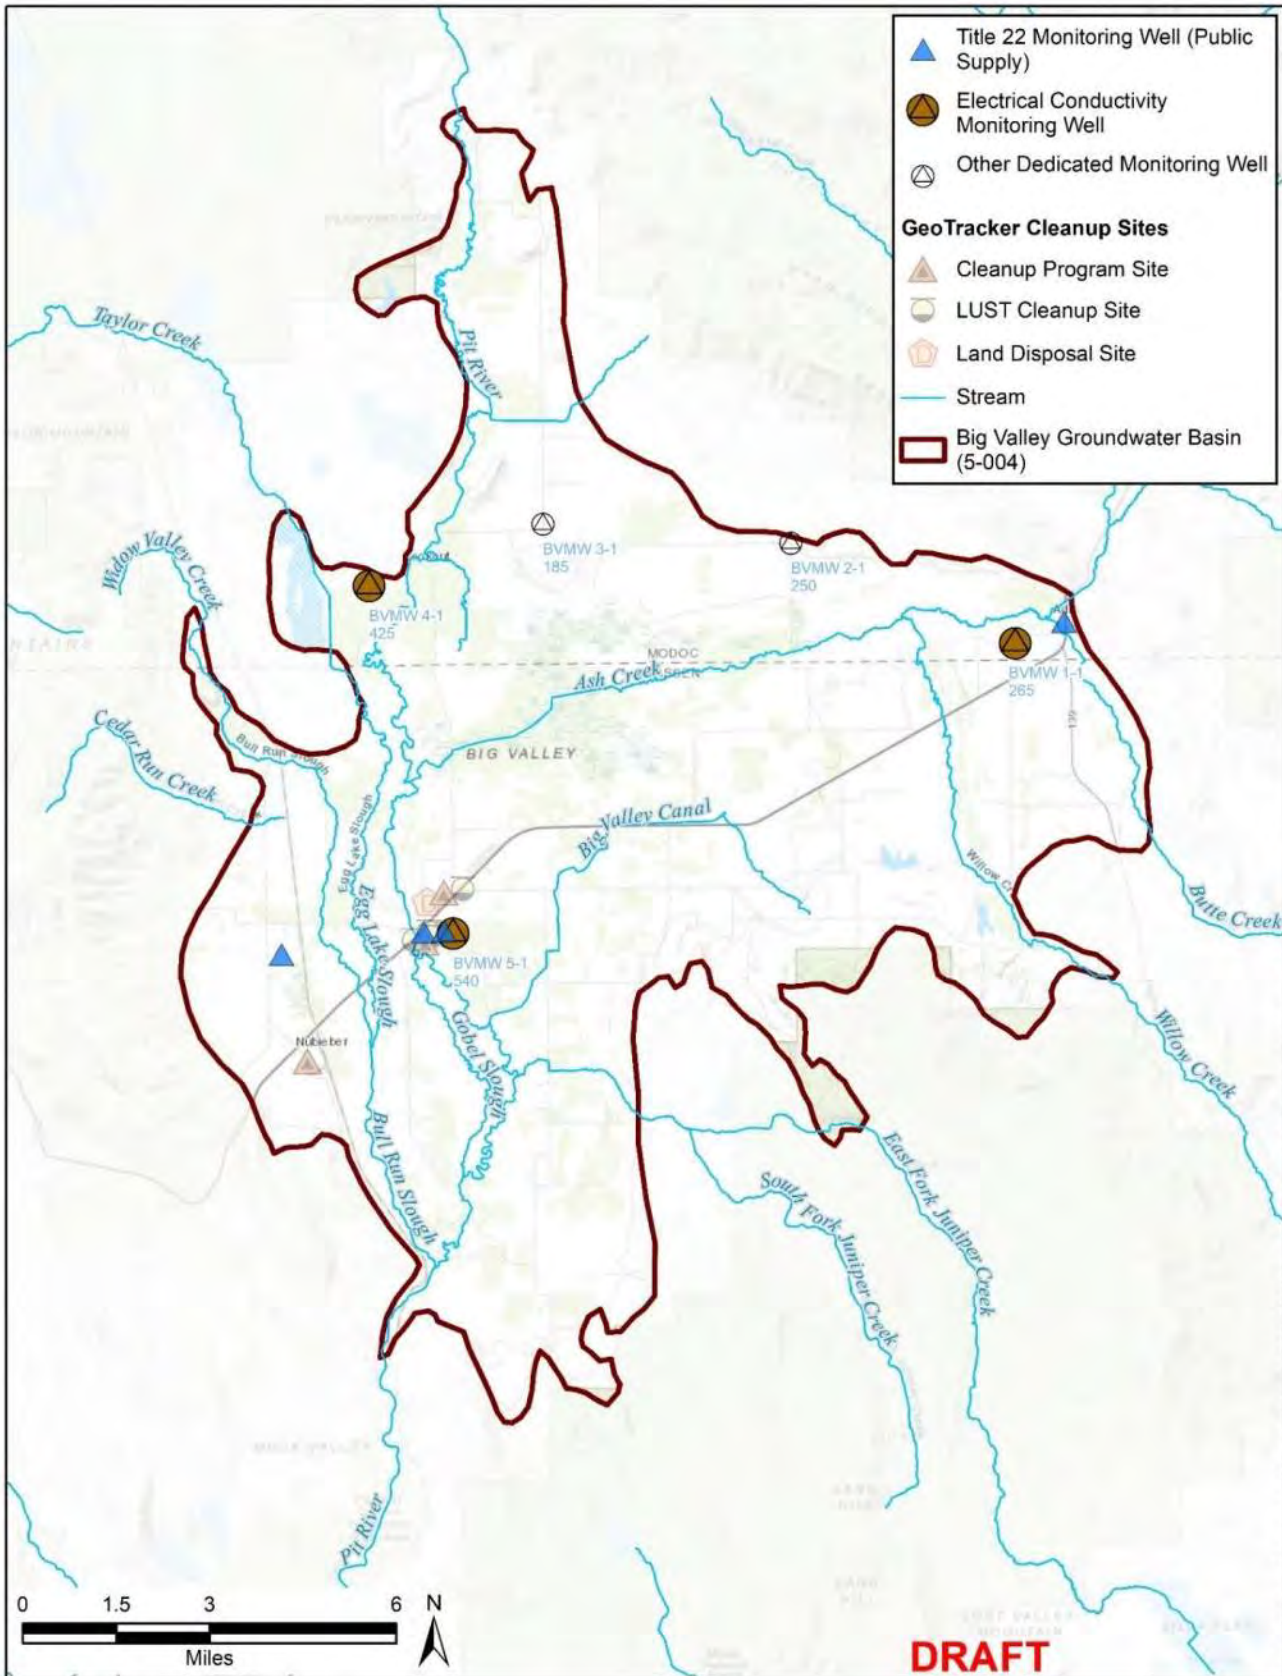 Title 22 Monitoring Well (Public
Supply)
Electrical Conductivity
Monitoring Well
Other Dedicated Monitoring Well
GeoTracker Cleanup Sites
Cleanup Program Site
LUST Cleanup Site
Land Disposal Site
Stream
Big Valley Groundwater Basin
(5-004)
Taylor Creek
Pit River
Widow Valley Creek
BVMW 3-1
185
BVMW 2-1
250
BVMW 4-1
425
MODOC
Ash Creek
BVMW 1-1
265
139
Cedar Run Creek
Bull Run Slough
BIG VALLEY
Egg Lake Slough
Big Valley Canal
Willow
Butte Creek
Egg Lake Slough
BVMW 5-1
540
Gobel Slough
Nubieber
Willow Creek
Bull Run Slough
East Fork Juniper Creek
South Fork Juniper Creek
Pit River
0 1.5 3 6
Miles
N
DRAFT